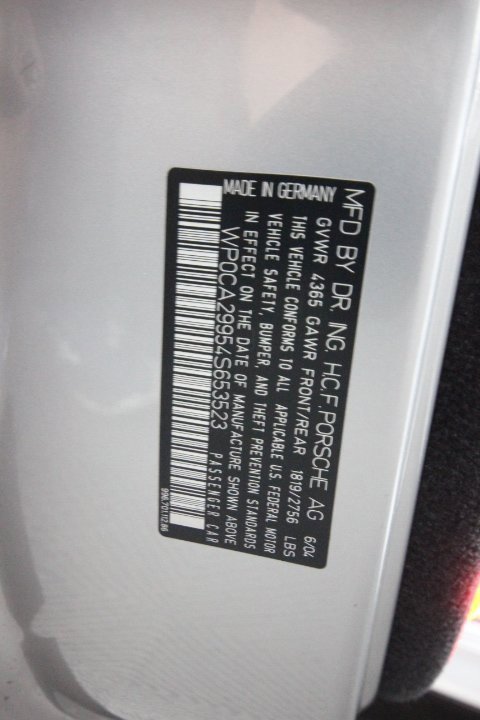 MFD BY DR. ING. H.C.F. PORSCHE AG 6/04
GVWR 4365 GAWR FRONT/REAR 1819/2756 LBS
THIS VEHICLE CONFORMS TO ALL APPLICABLE U.S. FEDERAL MOTOR
VEHICLE SAFETY, BUMPER, AND THEFT PREVENTION STANDARDS
IN EFFECT ON THE DATE OF MANUFACTURE SHOWN ABOVE
MADE IN GERMANY
WP0CA29954S653523
PASSENGER CAR